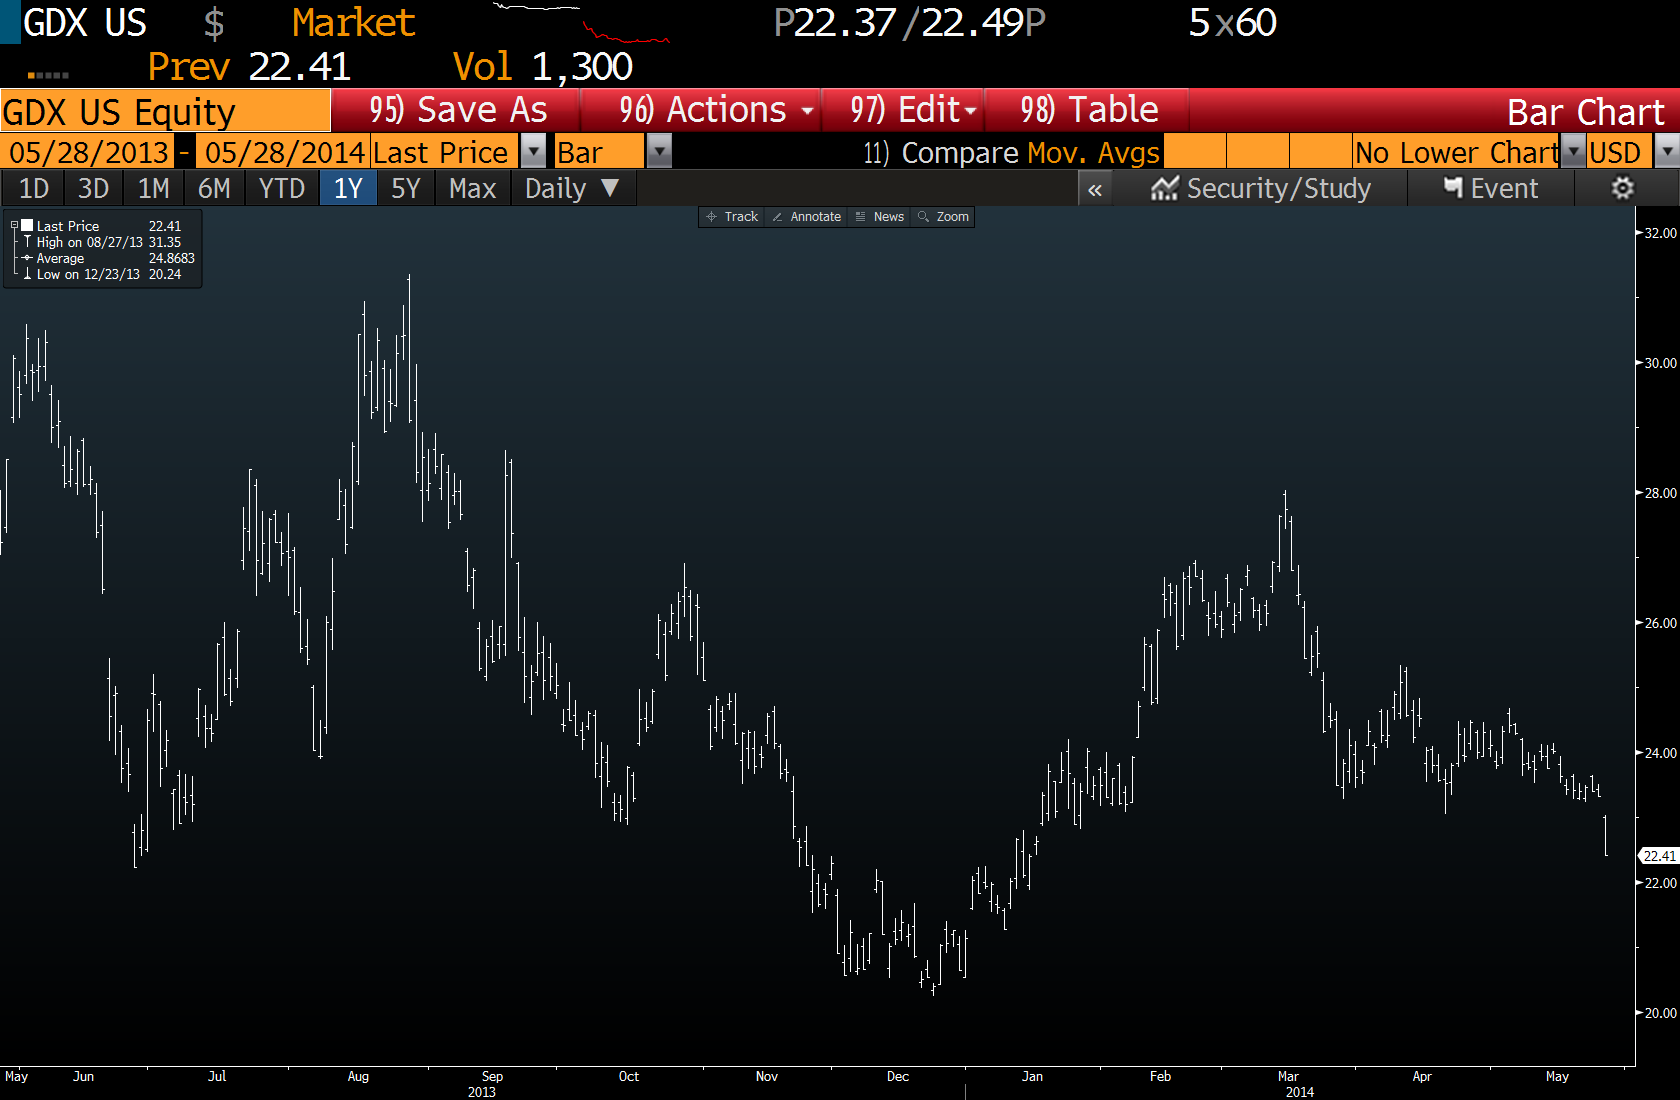 GDX US $ Market P22.37/22.49P 5x60
Prev 22.41 Vol 1,300
GDX US Equity 95) Save As 96) Actions 97) Edit 98) Table Bar Chart
05/28/2013 - 05/28/2014 Last Price Bar 11) Compare Mov. Avgs No Lower Chart USD
1D 3D 1M 6M YTD 1Y 5Y Max Daily ▼ « Security/Study Event
Track Annotate News Zoom
Last Price 22.41
High on 08/27/13 31.35
Average 24.8683
Low on 12/23/13 20.24
32.00
30.00
28.00
26.00
24.00
22.41
22.00
20.00
May Jun Jul Aug Sep Oct Nov Dec Jan Feb Mar Apr May
2013 2014